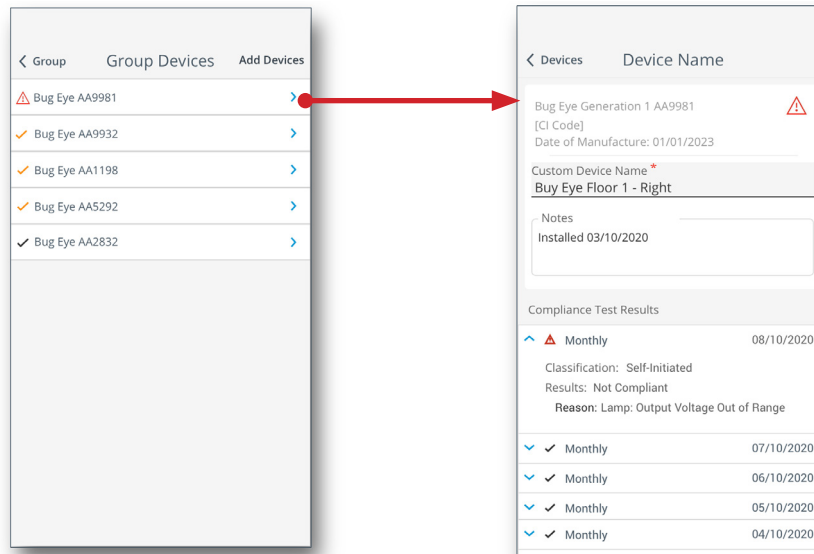 Group
Group Devices
Add Devices
Bug Eye AA9981
Bug Eye AA9932
Bug Eye AA1198
Bug Eye AA5292
Bug Eye AA2832
Devices
Device Name
Bug Eye Generation 1 AA9981
[CI Code]
Date of Manufacture: 01/01/2023
Custom Device Name *
Buy Eye Floor 1 - Right
Notes
Installed 03/10/2020
Compliance Test Results
Monthly 08/10/2020
Classification: Self-Initiated
Results: Not Compliant
Reason: Lamp: Output Voltage Out of Range
Monthly 07/10/2020
Monthly 06/10/2020
Monthly 05/10/2020
Monthly 04/10/2020